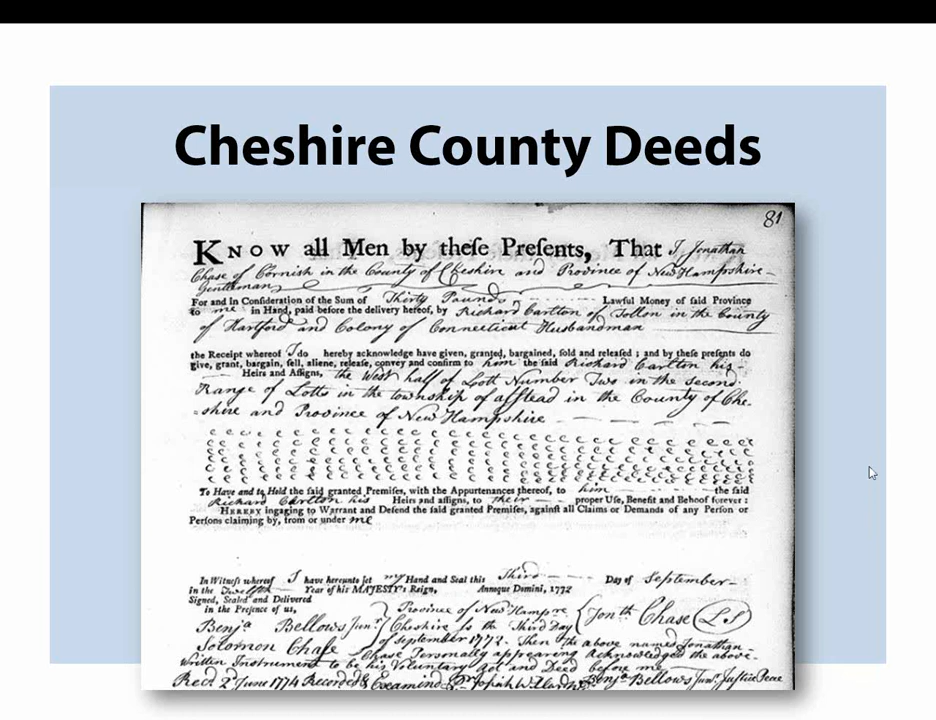 Cheshire County Deeds
81
KNOW all Men by theſe Preſents, That I Jonathan
Chase of Cornish in the County of Cheshire and Province of New Hampshire
Gentleman
For and in Conſideration of the Sum of Thirty Pounds Lawful Money of ſaid Province
to me in Hand, paid before the delivery hereof, by Richard Carlton of Tollon in the County
of Hartford and Colony of Connecticut Husbandman
the Receipt whereof I do hereby acknowledge have given, granted, bargained, ſold and releaſed ; and by theſe preſents do
give, grant, bargain, ſell, aliene, releaſe, convey and confirm to him the ſaid Richard Carlton his
Heirs and Aſſigns, the West half of Lott Number Two in the Second
Range of Lotts in the township of alstead in the County of Che-
=shire and Province of New Hampshire
To Have and to Hold the ſaid granted Premiſes, with the Appurtenances thereof, to him the ſaid
Richard Carlton his Heirs and aſſigns, to their proper Uſe, Benefit and Behoof forever :
HEREBY ingaging to Warrant and Defend the ſaid granted Premiſes, againſt all Claims or Demands of any Perſon or
Perſons claiming by, from or under me
In Witneſs whereof I have hereunto ſet my Hand and Seal this Third Day of September
in the Twelfth Year of his MAJESTY's Reign, Annoque Domini, 1772
Signed, Sealed and Delivered
in the Preſence of us,
Benja Bellows Junr
Solomon Chase
Province of New Hampre
Cheshire Ss the Third Day
of September 1772. Then the above named Jonathan
Chase Personally appearing Acknowledged the above
Written Instrument to be his Voluntary act and Deed before me
Jonth Chase LS
Recd 2d June 1774 Recorded & Examined Pr Josiah Willard Benja Bellows Junr Justice Peace